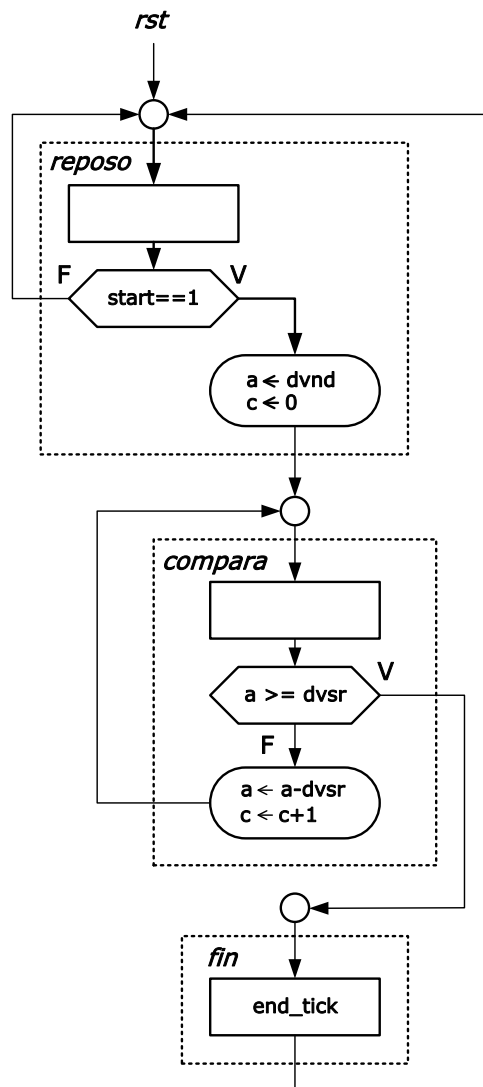 rst
reposo
F
V
start==1
a ← dvnd
c ← 0
compara
V
a >= dvsr
F
a ← a-dvsr
c ← c+1
fin
end_tick